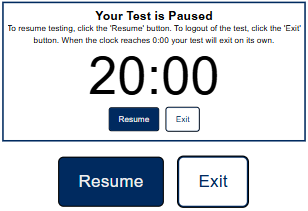 Your Test is Paused
To resume testing, click the 'Resume' button. To logout of the test, click the 'Exit'
button. When the clock reaches 0:00 your test will exit on its own.
20:00
Resume Exit
Resume Exit